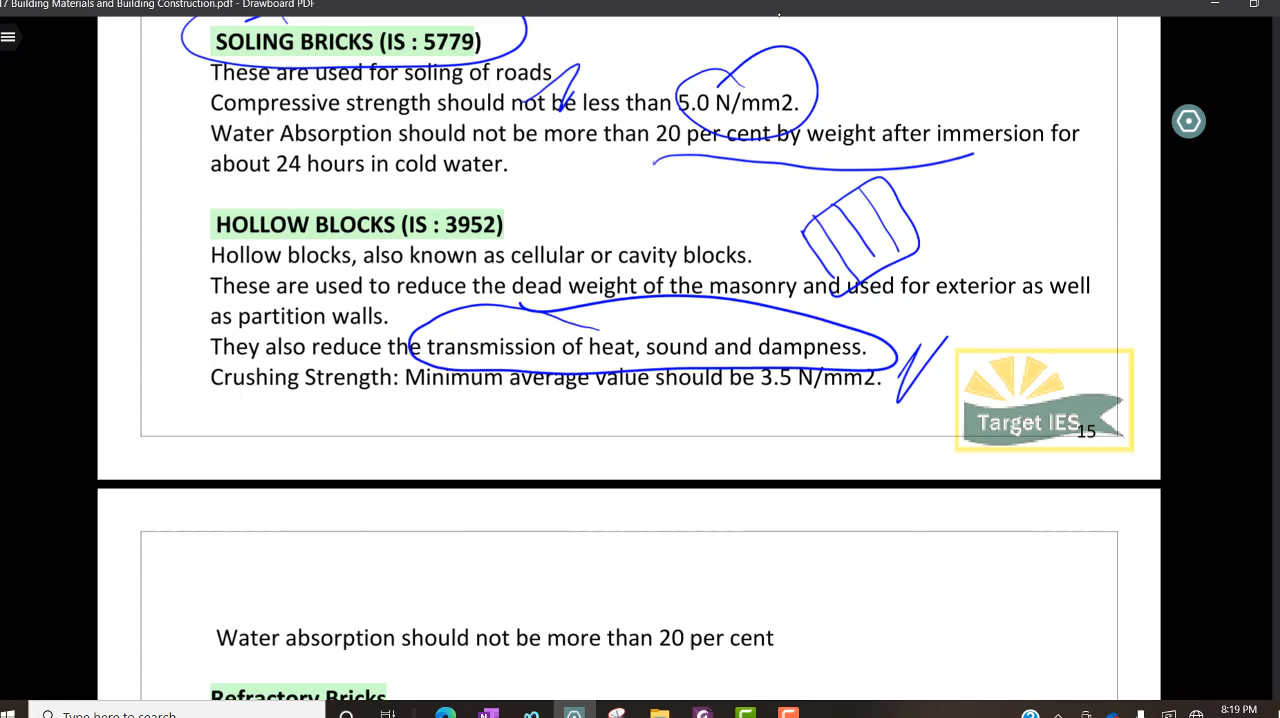 17 Building Materials and Building Construction.pdf - Drawboard PDF
SOLING BRICKS (IS : 5779)
These are used for soling of roads
Compressive strength should not be less than 5.0 N/mm2.
Water Absorption should not be more than 20 per cent by weight after immersion for
about 24 hours in cold water.
HOLLOW BLOCKS (IS : 3952)
Hollow blocks, also known as cellular or cavity blocks.
These are used to reduce the dead weight of the masonry and used for exterior as well
as partition walls.
They also reduce the transmission of heat, sound and dampness.
Crushing Strength: Minimum average value should be 3.5 N/mm2.
Target IES
15
Water absorption should not be more than 20 per cent
Refractory Bricks
Type here to search
8:19 PM